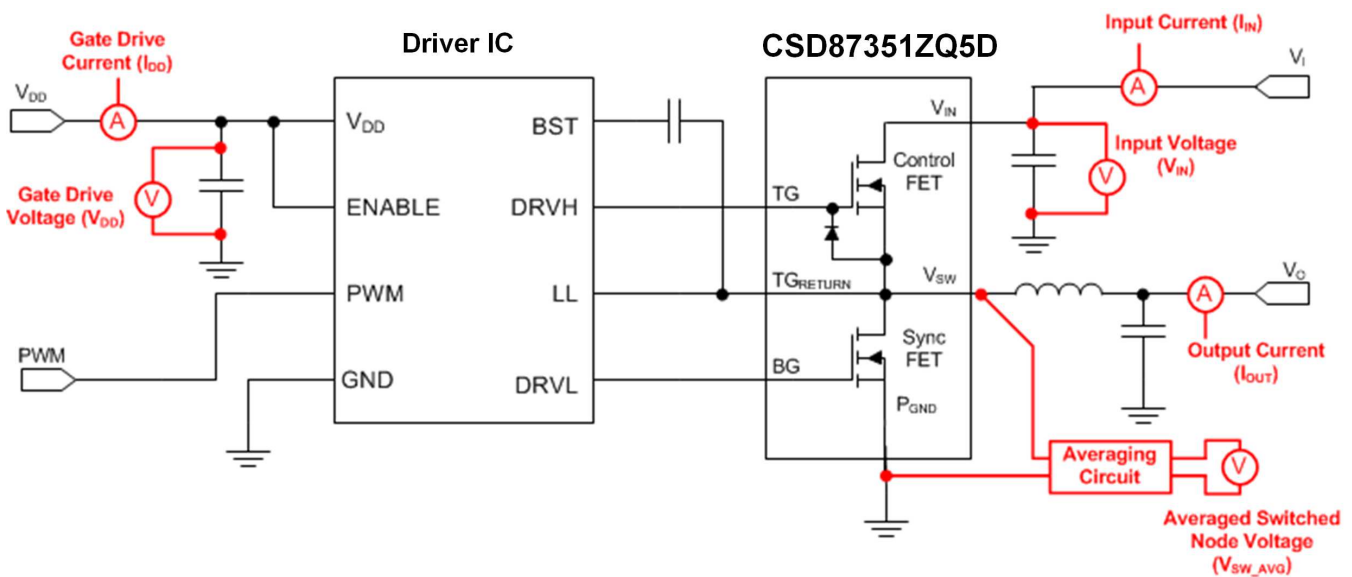 Gate Drive
Current (IDD)
Driver IC
CSD87351ZQ5D
Input Current (IIN)
VDD
A
VDD
BST
VIN
A
VI
Control
FET
Input Voltage
(VIN)
V
Gate Drive
Voltage (VDD)
V
ENABLE
DRVH
TG
PWM
LL
TGRETURN
VSW
A
VO
Sync
FET
Output Current
(IOUT)
PWM
GND
DRVL
BG
PGND
Averaging
Circuit
V
Averaged Switched
Node Voltage
(VSW_AVG)